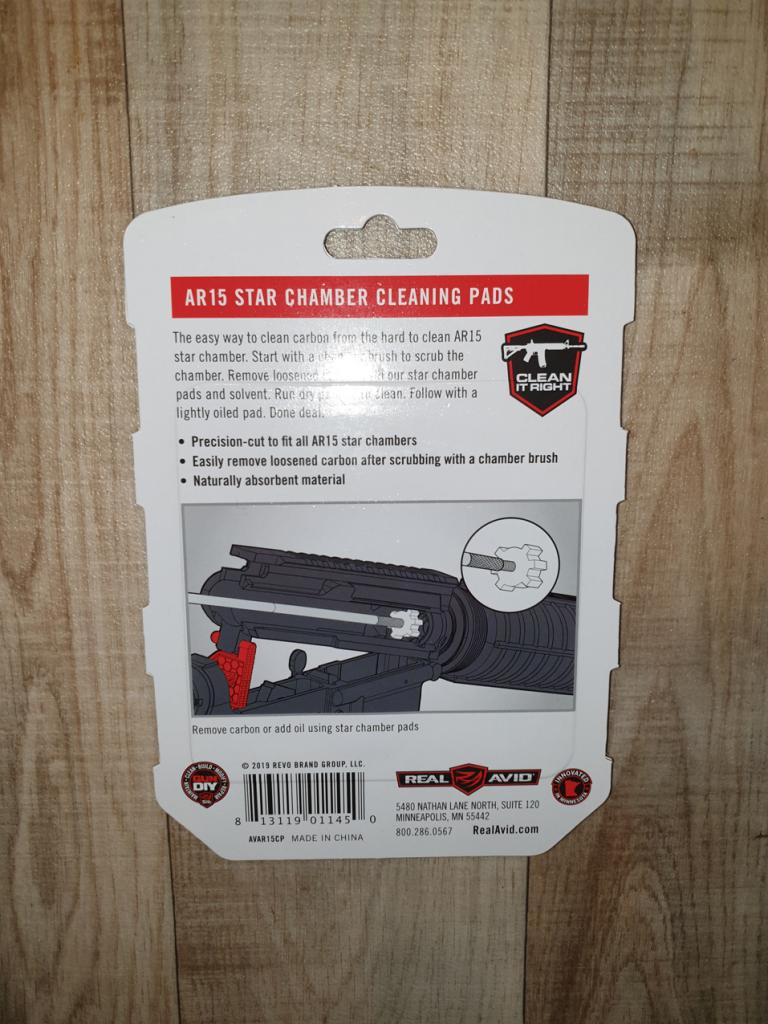 AR15 STAR CHAMBER CLEANING PADS
The easy way to clean carbon from the hard to clean AR15
star chamber. Start with a brush to scrub the
chamber. Remove loosened our star chamber
pads and solvent. Run clean. Follow with a
lightly oiled pad. Done deal.
CLEAN
IT RIGHT
• Precision-cut to fit all AR15 star chambers
• Easily remove loosened carbon after scrubbing with a chamber brush
• Naturally absorbent material
Remove carbon or add oil using star chamber pads
GUN
DIY
© 2019 REVO BRAND GROUP, LLC.
8 13119 01145 0
AVAR15CP MADE IN CHINA
REAL AVID
INNOVATED
IN MINNESOTA
5480 NATHAN LANE NORTH, SUITE 120
MINNEAPOLIS, MN 55442
800.286.0567 RealAvid.com